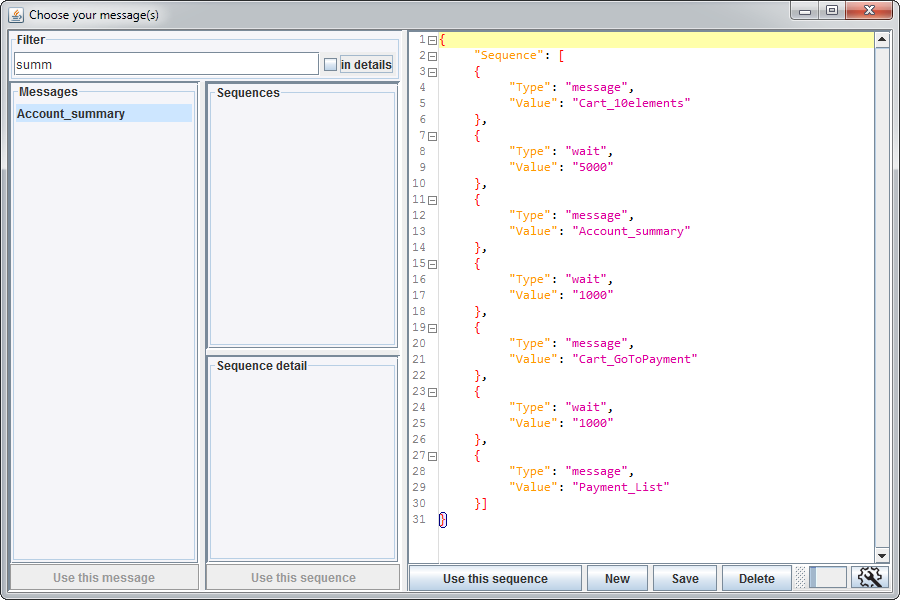 Choose your message(s)
Filter
summ
in details
Messages
Account_summary
Use this message
Sequences
Sequence detail
Use this sequence
1 {
2 "Sequence": [
3 {
4 "Type": "message",
5 "Value": "Cart_10elements"
6 },
7 {
8 "Type": "wait",
9 "Value": "5000"
10 },
11 {
12 "Type": "message",
13 "Value": "Account_summary"
14 },
15 {
16 "Type": "wait",
17 "Value": "1000"
18 },
19 {
20 "Type": "message",
21 "Value": "Cart_GoToPayment"
22 },
23 {
24 "Type": "wait",
25 "Value": "1000"
26 },
27 {
28 "Type": "message",
29 "Value": "Payment_List"
30 }]
31 }
Use this sequence New Save Delete